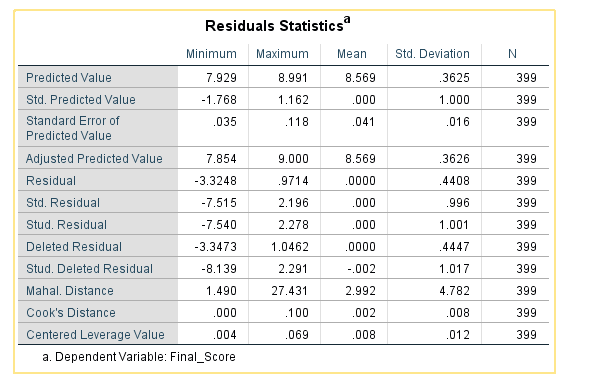 Residuals Statisticsa
Minimum Maximum Mean Std. Deviation N
Predicted Value 7.929 8.991 8.569 .3625 399
Std. Predicted Value -1.768 1.162 .000 1.000 399
Standard Error of
Predicted Value .035 .118 .041 .016 399
Adjusted Predicted Value 7.854 9.000 8.569 .3626 399
Residual -3.3248 .9714 .0000 .4408 399
Std. Residual -7.515 2.196 .000 .996 399
Stud. Residual -7.540 2.278 .000 1.001 399
Deleted Residual -3.3473 1.0462 .0000 .4447 399
Stud. Deleted Residual -8.139 2.291 -.002 1.017 399
Mahal. Distance 1.490 27.431 2.992 4.782 399
Cook's Distance .000 .100 .002 .008 399
Centered Leverage Value .004 .069 .008 .012 399
a. Dependent Variable: Final_Score